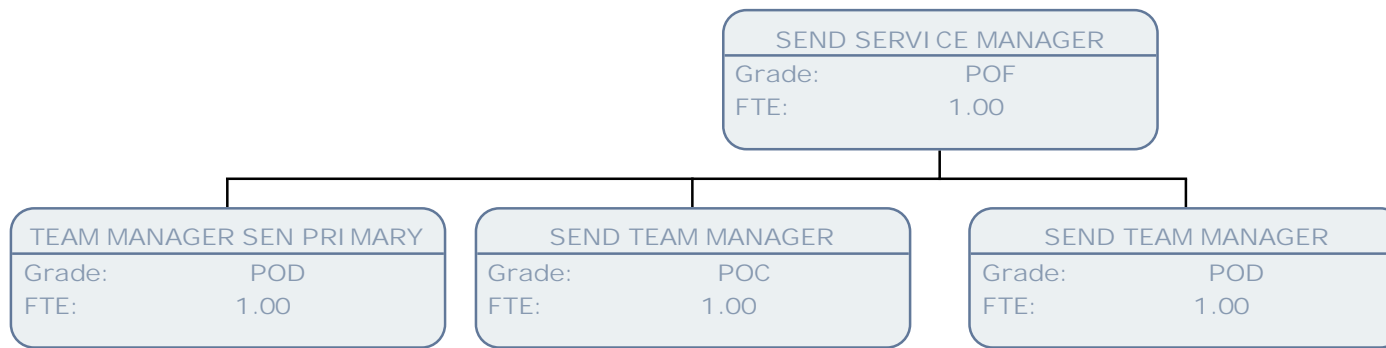 SEND SERVICE MANAGER
Grade: POF
FTE: 1.00
TEAM MANAGER SEN PRIMARY
Grade: POD
FTE: 1.00
SEND TEAM MANAGER
Grade: POC
FTE: 1.00
SEND TEAM MANAGER
Grade: POD
FTE: 1.00